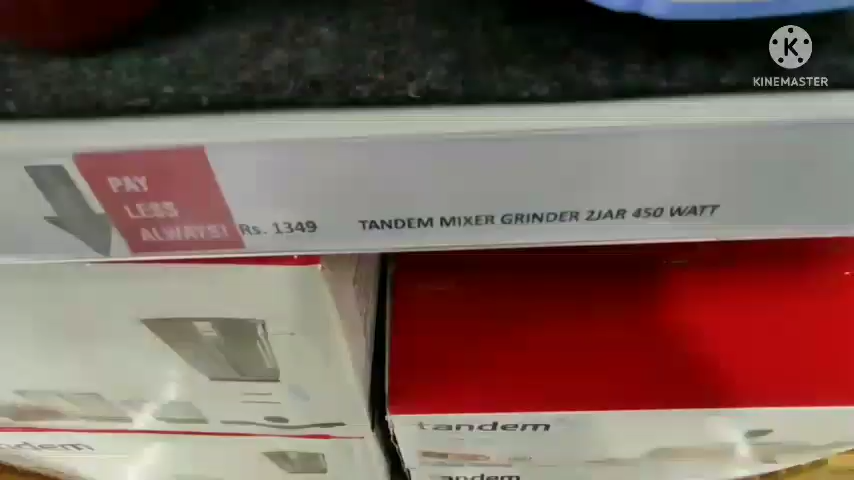 KINEMASTER
PAY
LESS
ALWAYS!
Rs. 1349
TANDEM MIXER GRINDER 2JAR 450 WATT
tandem
tandem